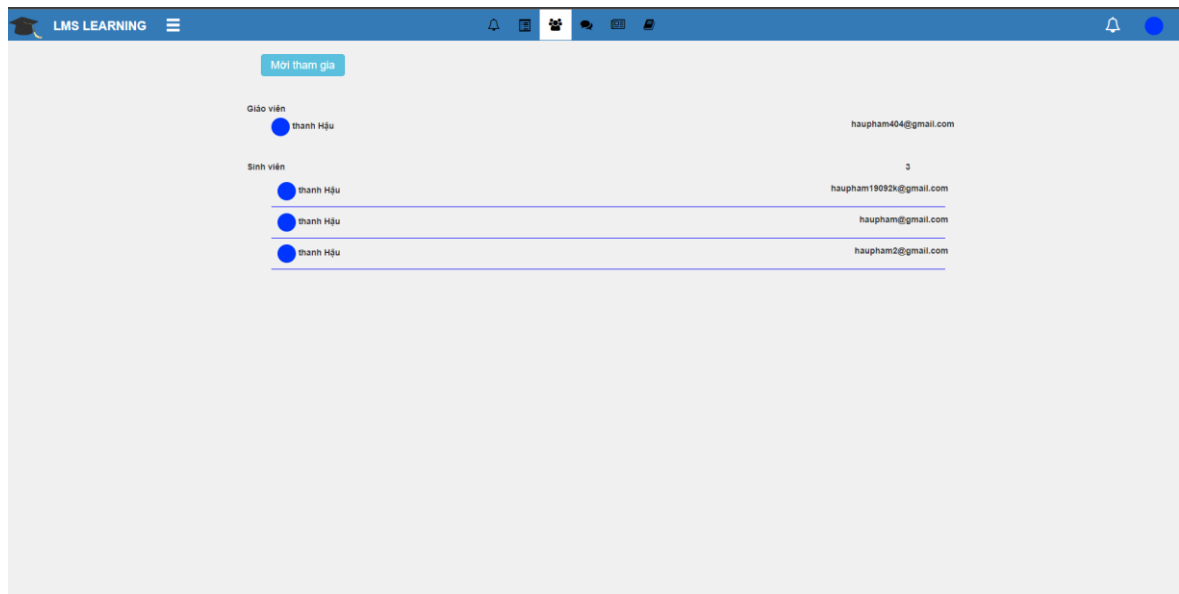 LMS LEARNING
Mời tham gia
Giáo viên
thanh Hậu haupham404@gmail.com
Sinh viên 3
thanh Hậu haupham19092k@gmail.com
thanh Hậu haupham@gmail.com
thanh Hậu haupham2@gmail.com